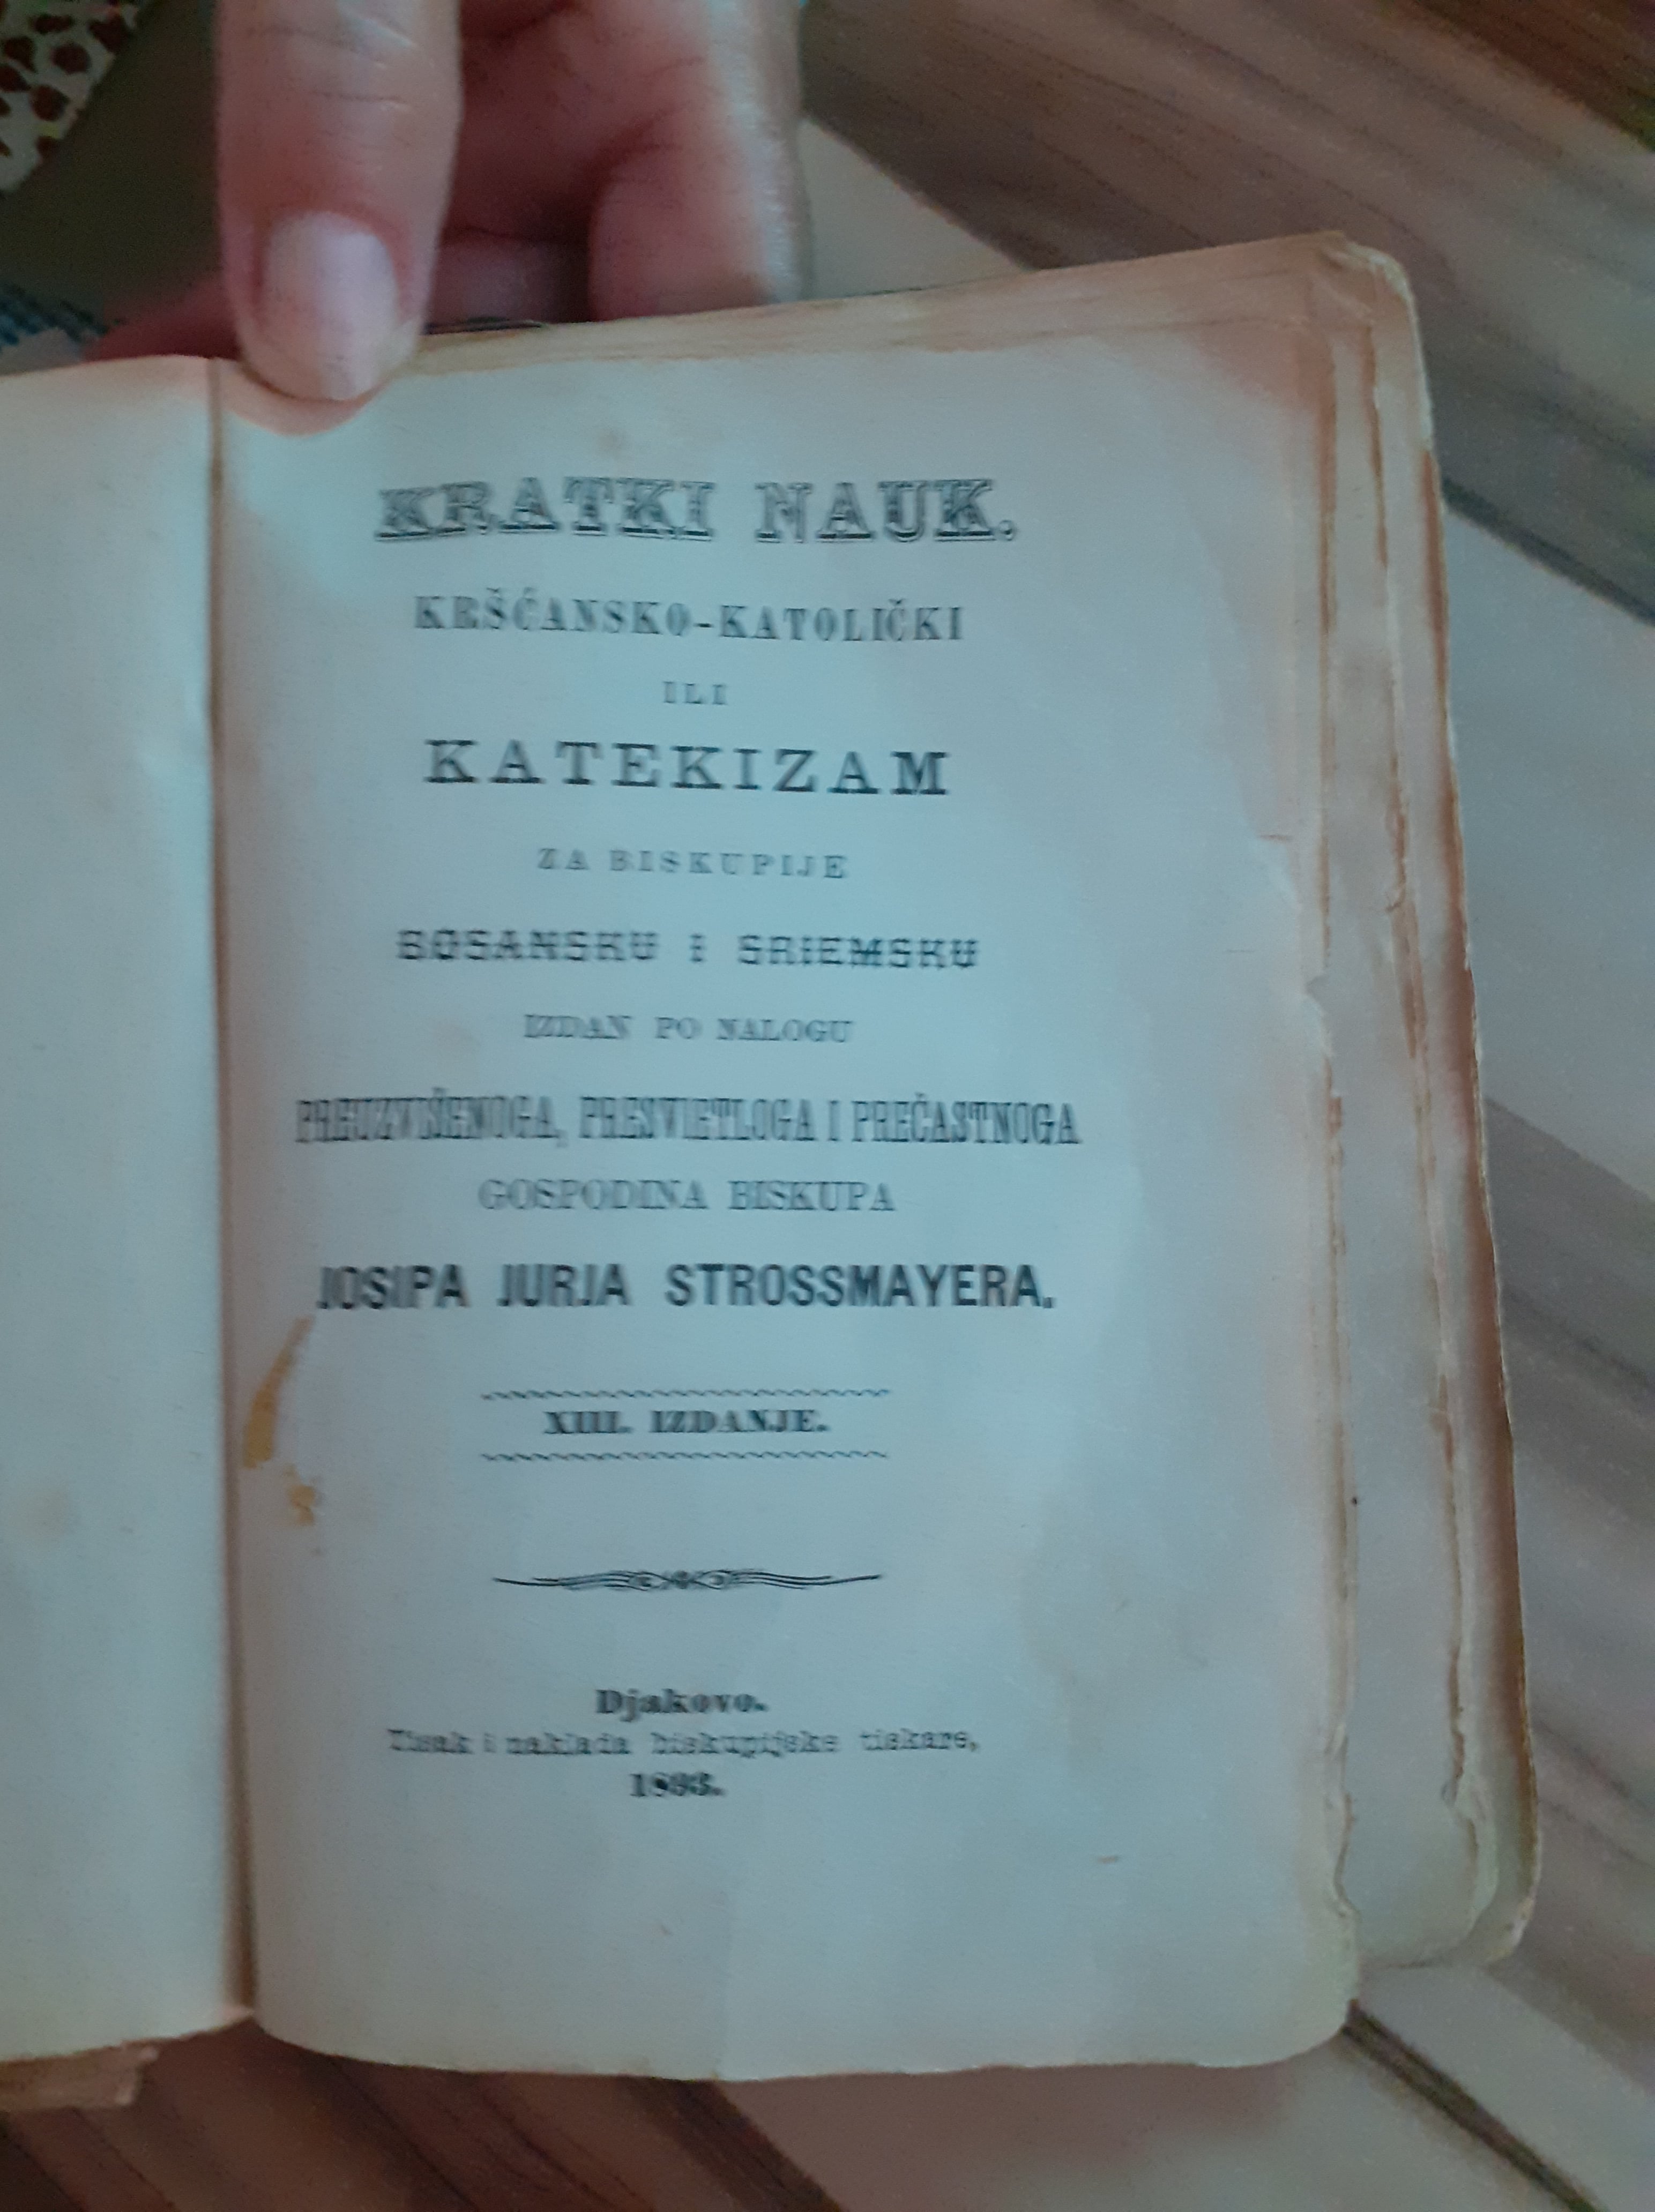 KRATKI NAUK.
KRŠĆANSKO-KATOLIČKI
ILI
KATEKIZAM
ZA BISKUPIJE
BOSANSKU I SRIEMSKU
IZDAN PO NALOGU
PREUZVIŠENOGA, PRESVIETLOGA I PREČASTNOGA
GOSPODINA BISKUPA
JOSIPA JURJA STROSSMAYERA.
XIII. IZDANJE.
Djakovo.
Tisak i naklada biskupijske tiskare,
1893.